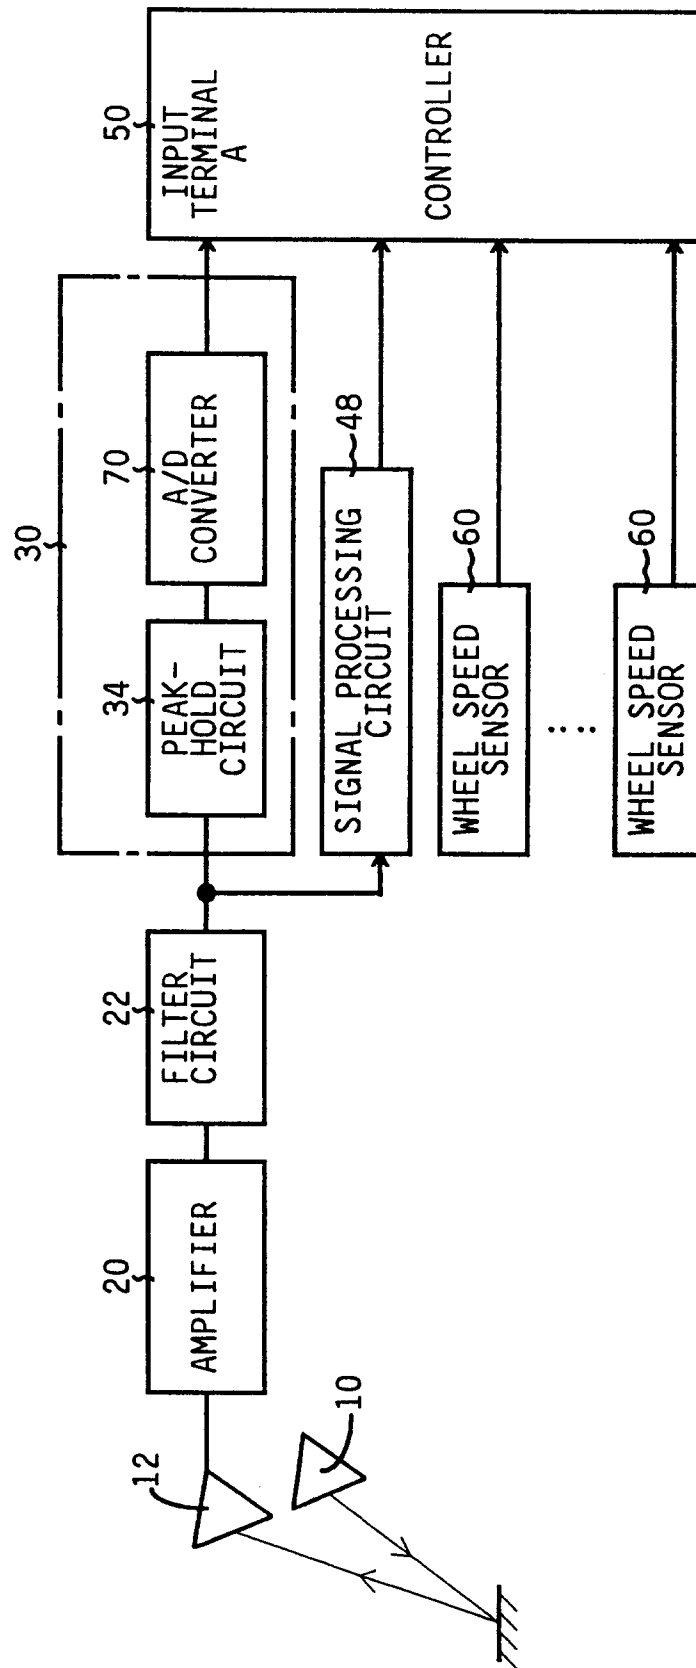 12
10
20
AMPLIFIER
22
FILTER
CIRCUIT
30
34
PEAK-
HOLD
CIRCUIT
70
A/D
CONVERTER
SIGNAL PROCESSING
CIRCUIT
48
WHEEL SPEED
SENSOR
60
WHEEL SPEED
SENSOR
60
50
INPUT
TERMINAL
A
CONTROLLER